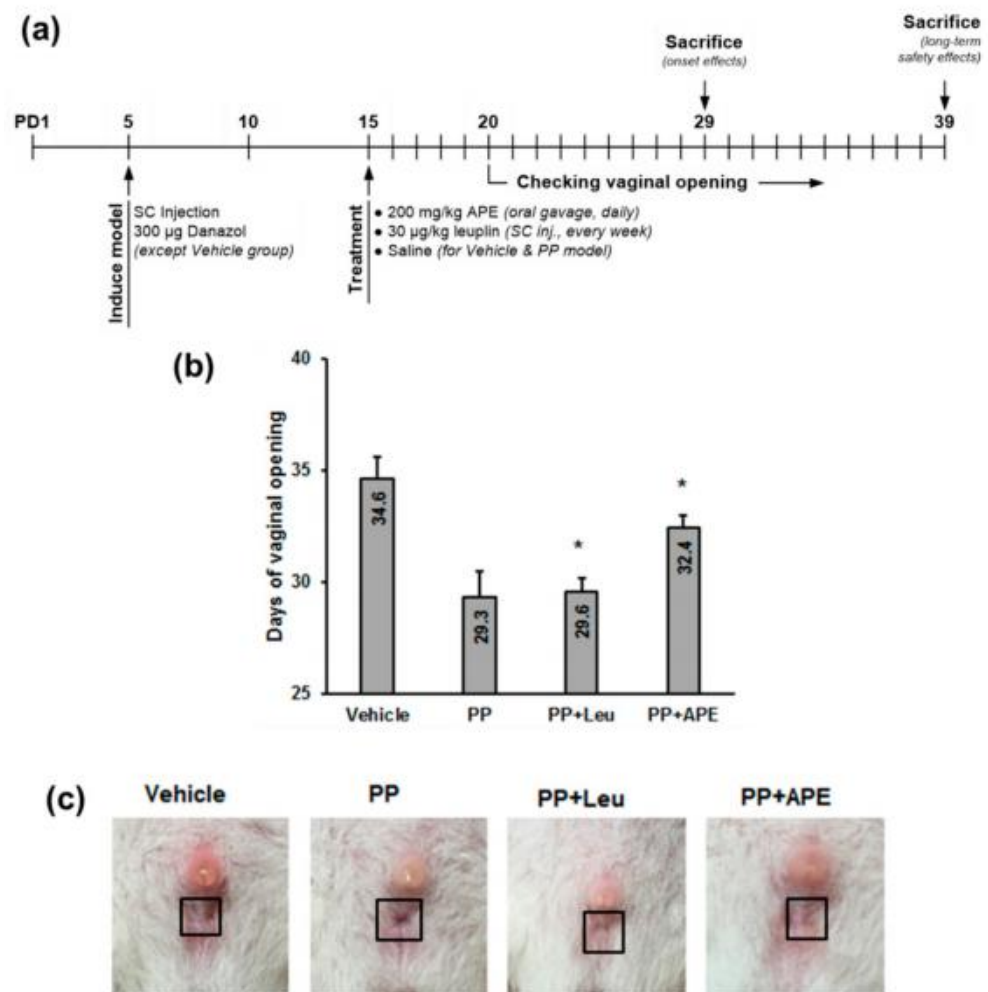 (a)
Sacrifice
(onset effects)
Sacrifice
(long-term
safety effects)
PD1 5 10 15 20 29 39
Checking vaginal opening
Induce model
SC Injection
300 µg Danazol
(except Vehicle group)
Treatment
• 200 mg/kg APE (oral gavage, daily)
• 30 µg/kg leuplin (SC inj., every week)
• Saline (for Vehicle & PP model)
(b)
Days of vaginal opening
40
35
30
25
34.6
29.3
*
29.6
*
32.4
Vehicle PP PP+Leu PP+APE
(c)
Vehicle PP PP+Leu PP+APE